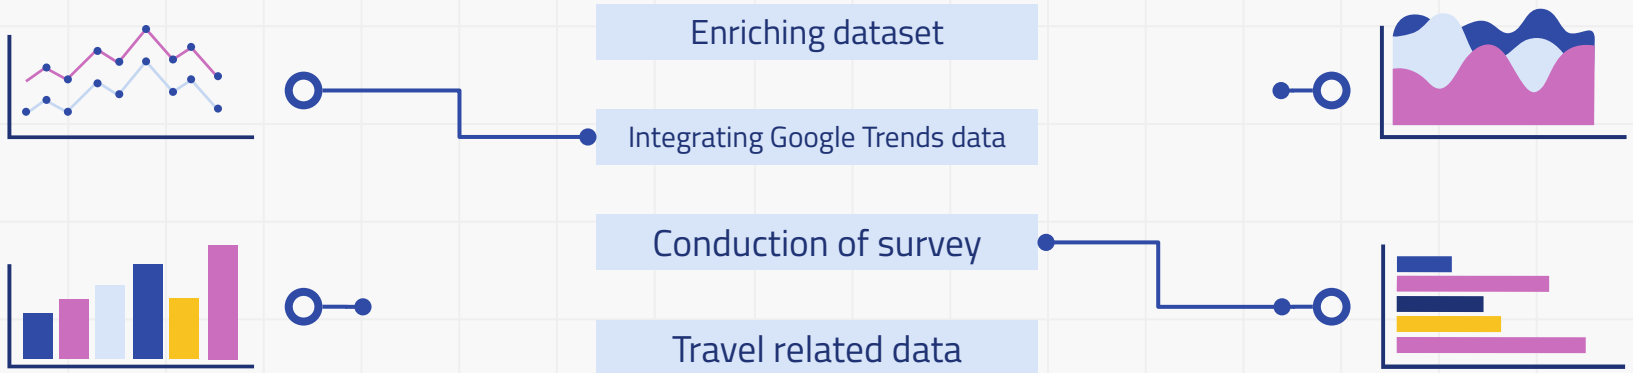 Enriching dataset
Integrating Google Trends data
Conduction of survey
Travel related data